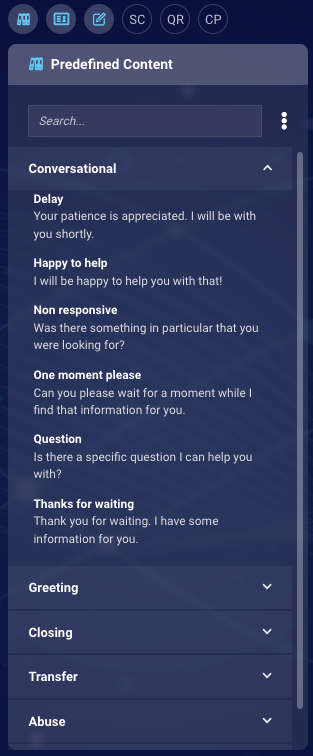 SC QR CP
Predefined Content
Search...
Conversational
Delay
Your patience is appreciated. I will be with
you shortly.
Happy to help
I will be happy to help you with that!
Non responsive
Was there something in particular that you
were looking for?
One moment please
Can you please wait for a moment while I
find that information for you.
Question
Is there a specific question I can help you
with?
Thanks for waiting
Thank you for waiting. I have some
information for you.
Greeting
Closing
Transfer
Abuse